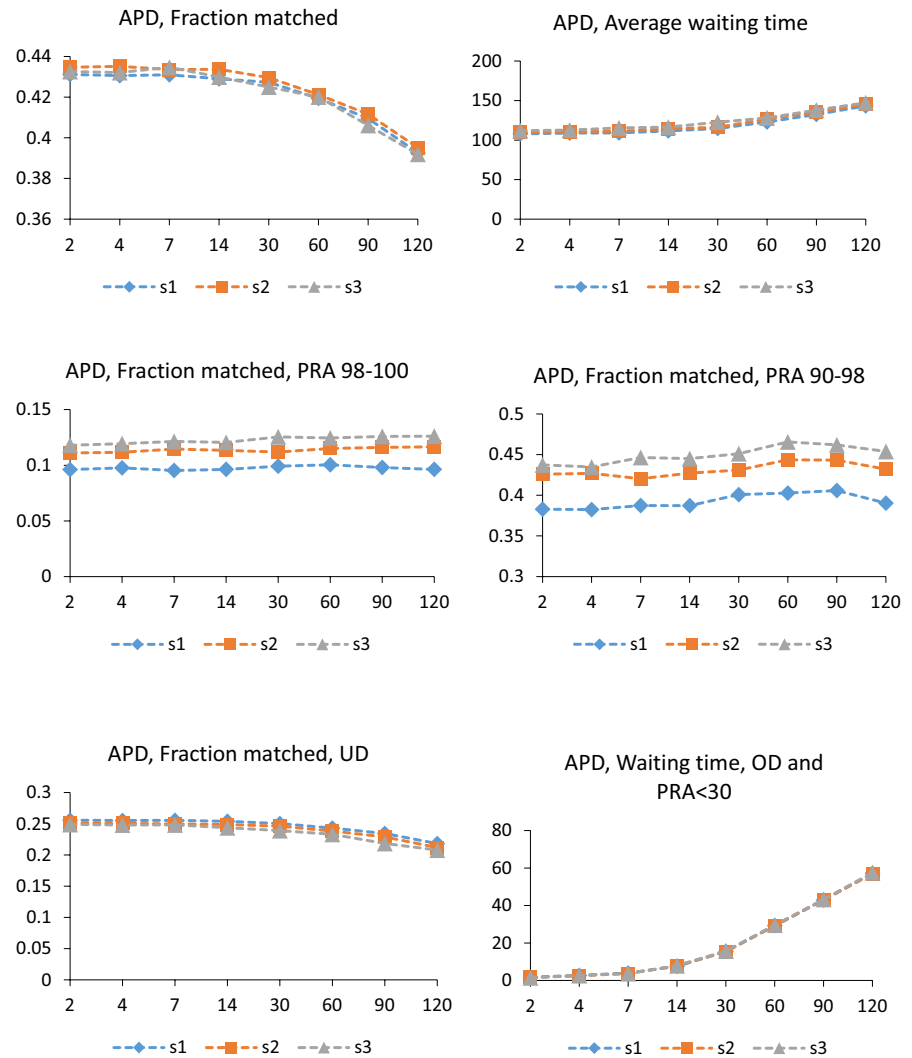 APD, Fraction matched
0.44
0.42
0.4
0.38
0.36
2 4 7 14 30 60 90 120
s1 s2 s3
APD, Average waiting time
200
150
100
50
0
2 4 7 14 30 60 90 120
s1 s2 s3
APD, Fraction matched, PRA 98-100
0.15
0.1
0.05
0
2 4 7 14 30 60 90 120
s1 s2 s3
APD, Fraction matched, PRA 90-98
0.5
0.45
0.4
0.35
0.3
2 4 7 14 30 60 90 120
s1 s2 s3
APD, Fraction matched, UD
0.3
0.25
0.2
0.15
0.1
0.05
0
2 4 7 14 30 60 90 120
s1 s2 s3
APD, Waiting time, OD and
PRA<30
80
60
40
20
0
2 4 7 14 30 60 90 120
s1 s2 s3